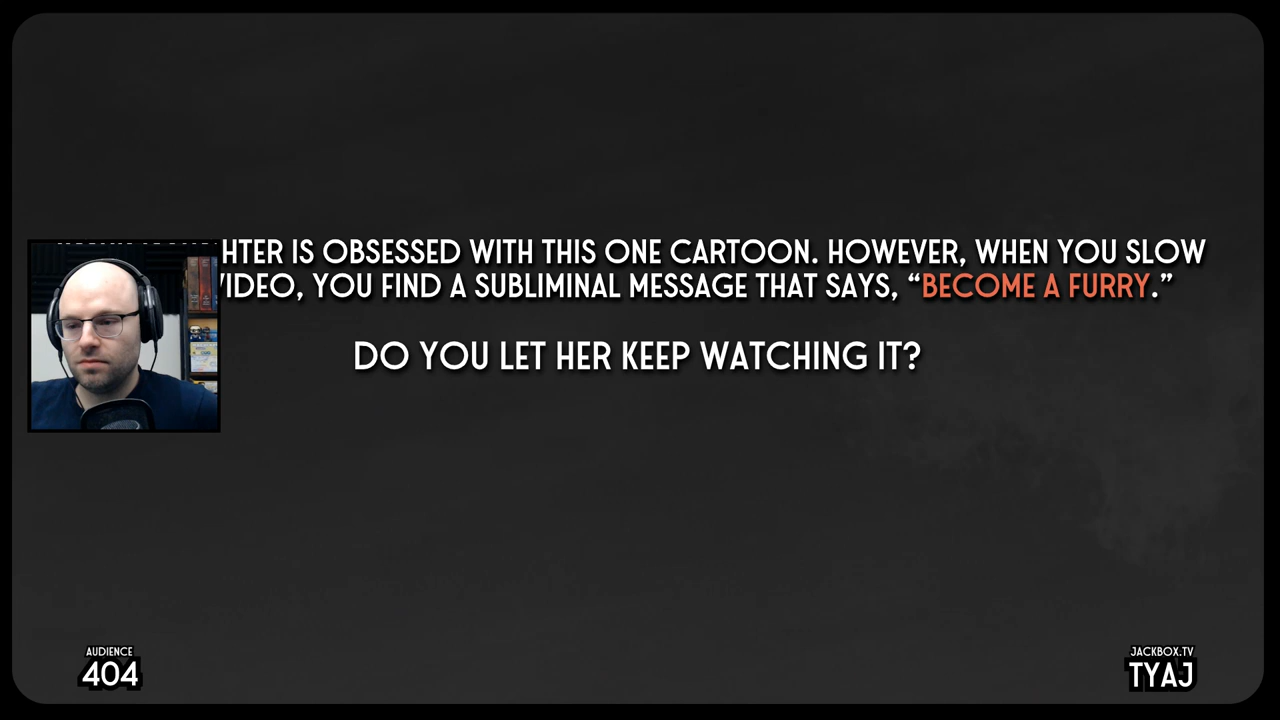 HTER IS OBSESSED WITH THIS ONE CARTOON. HOWEVER, WHEN YOU SLOW
VIDEO, YOU FIND A SUBLIMINAL MESSAGE THAT SAYS, “BECOME A FURRY.”
DO YOU LET HER KEEP WATCHING IT?
AUDIENCE
404
JACKBOX.TV
TYAJ